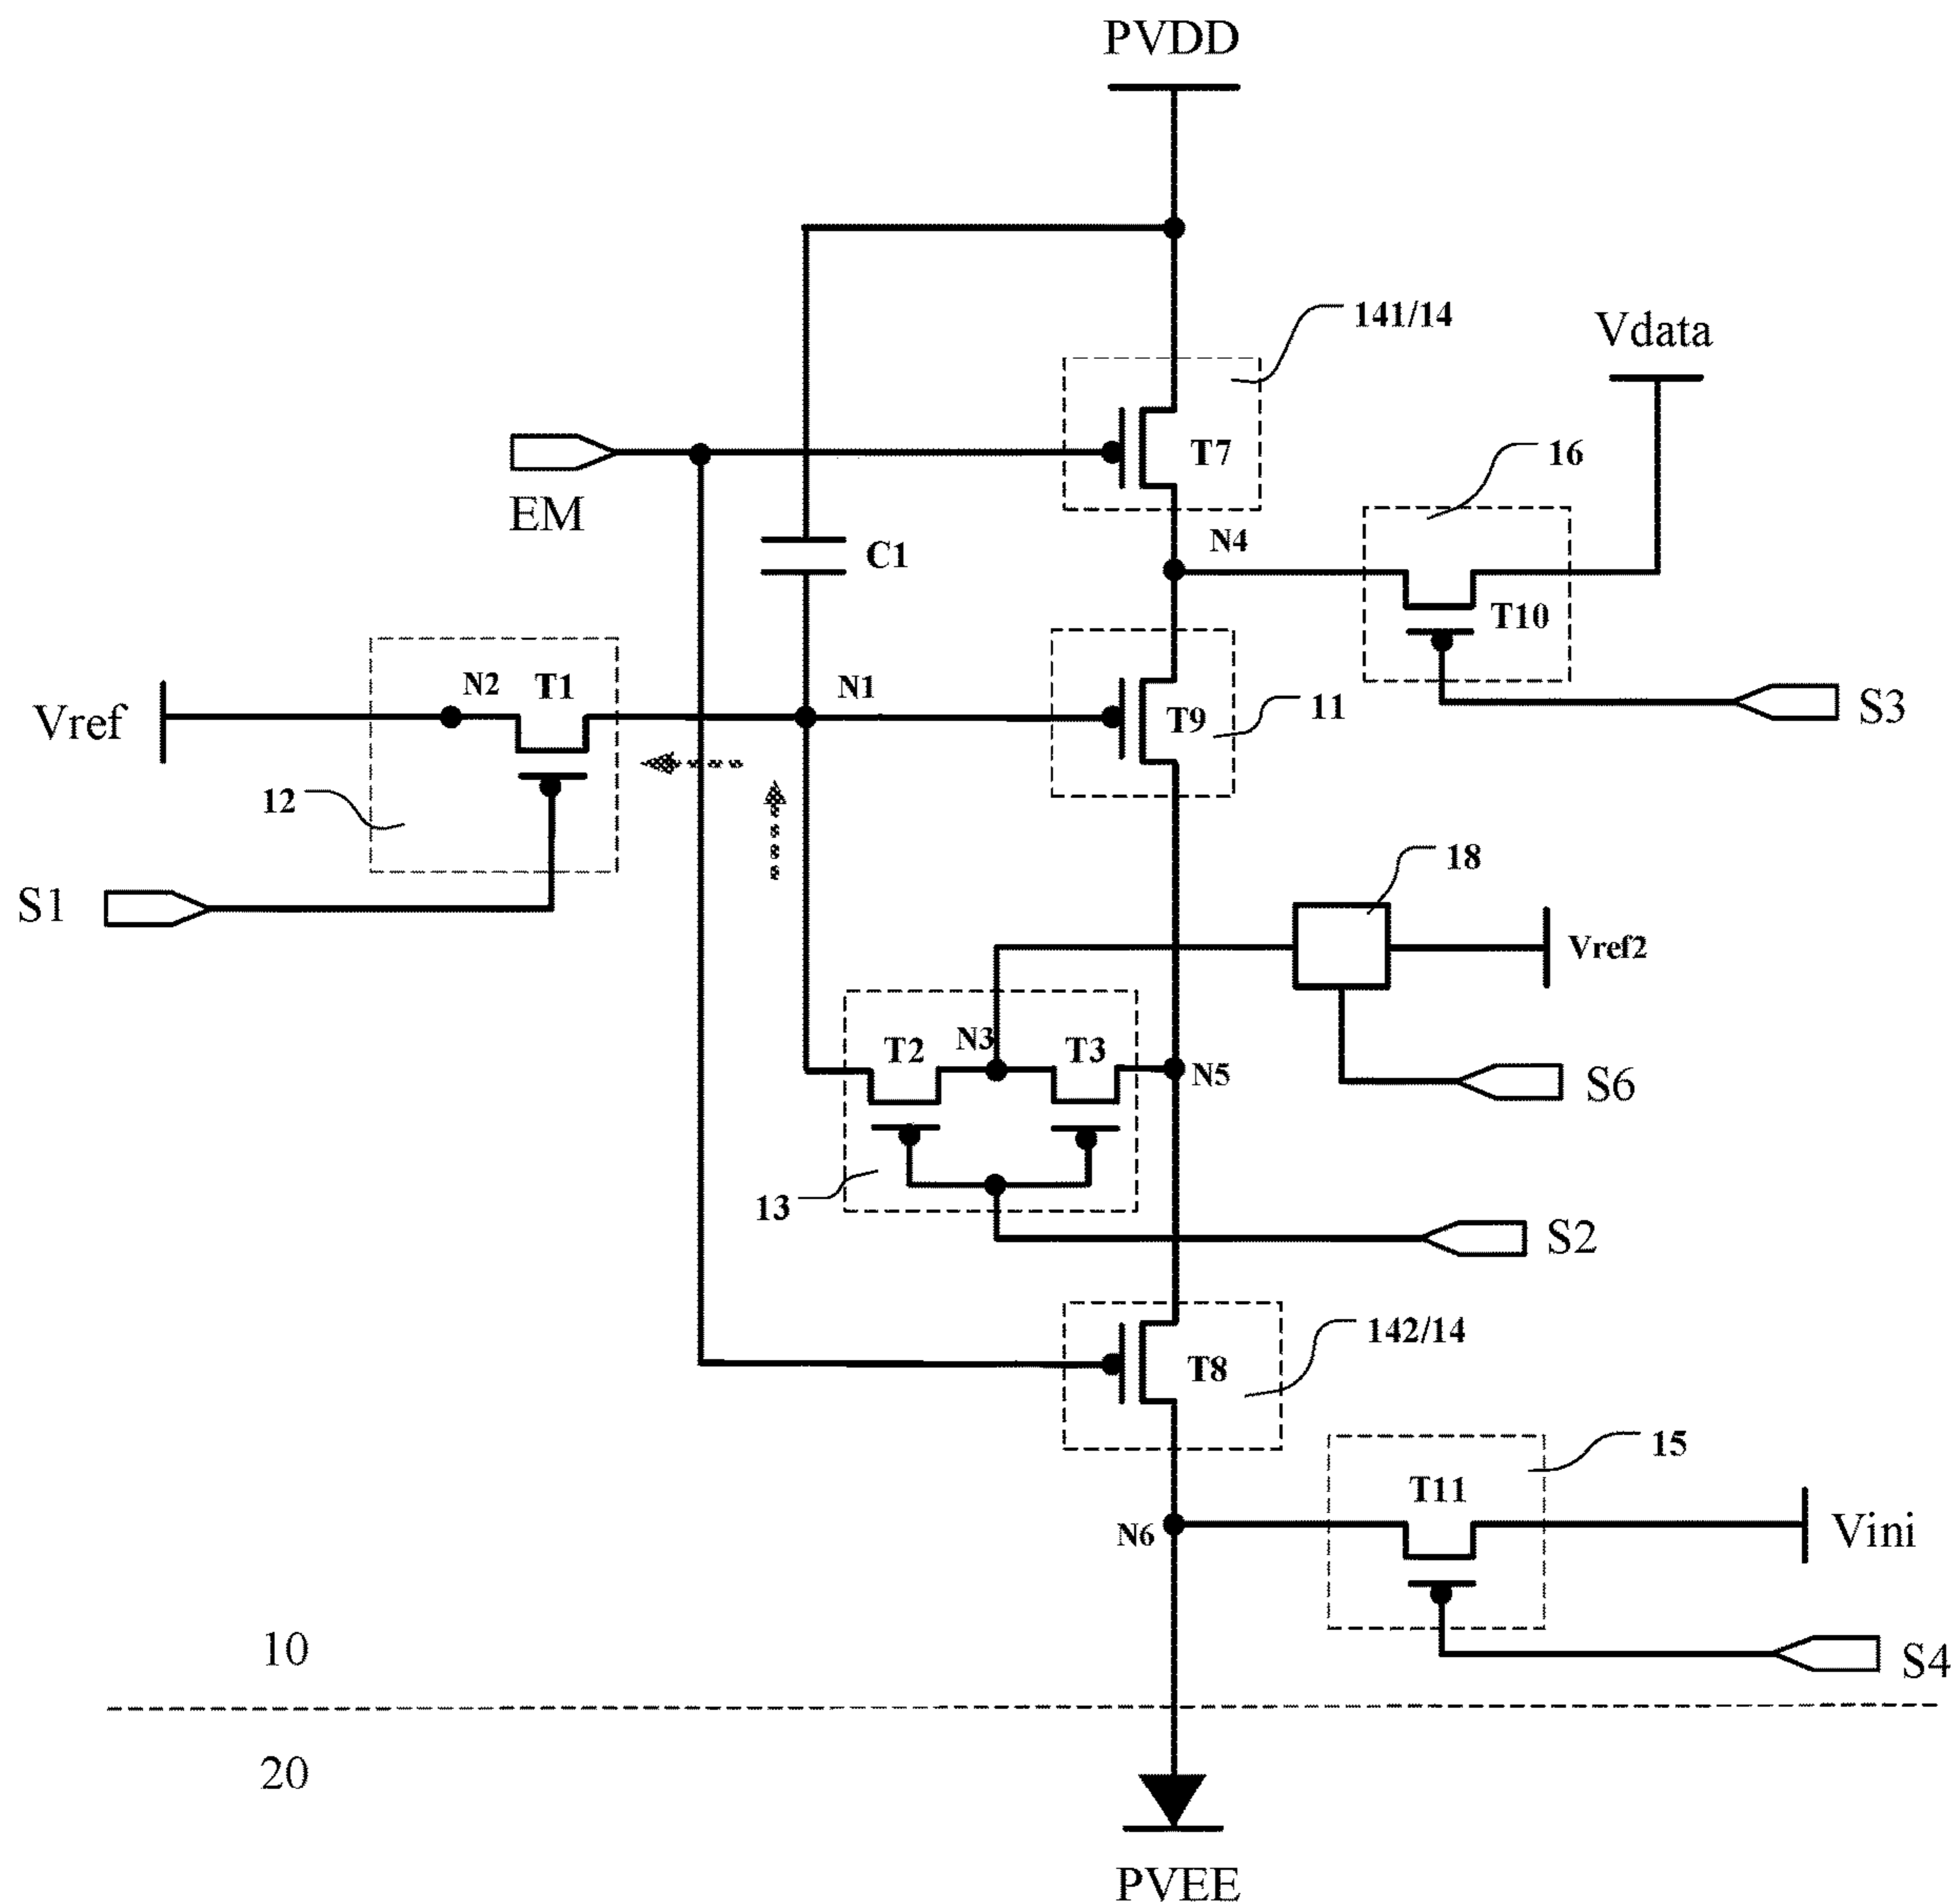 PVDD
141/14
Vdata
T7
16
EM
N4
C1
T10
N2
T1
N1
T9
11
S3
Vref
12
18
S1
Vref2
T2
N3
T3
N5
S6
13
S2
142/14
T8
15
T11
N6
Vini
10
S4
20
PVEE